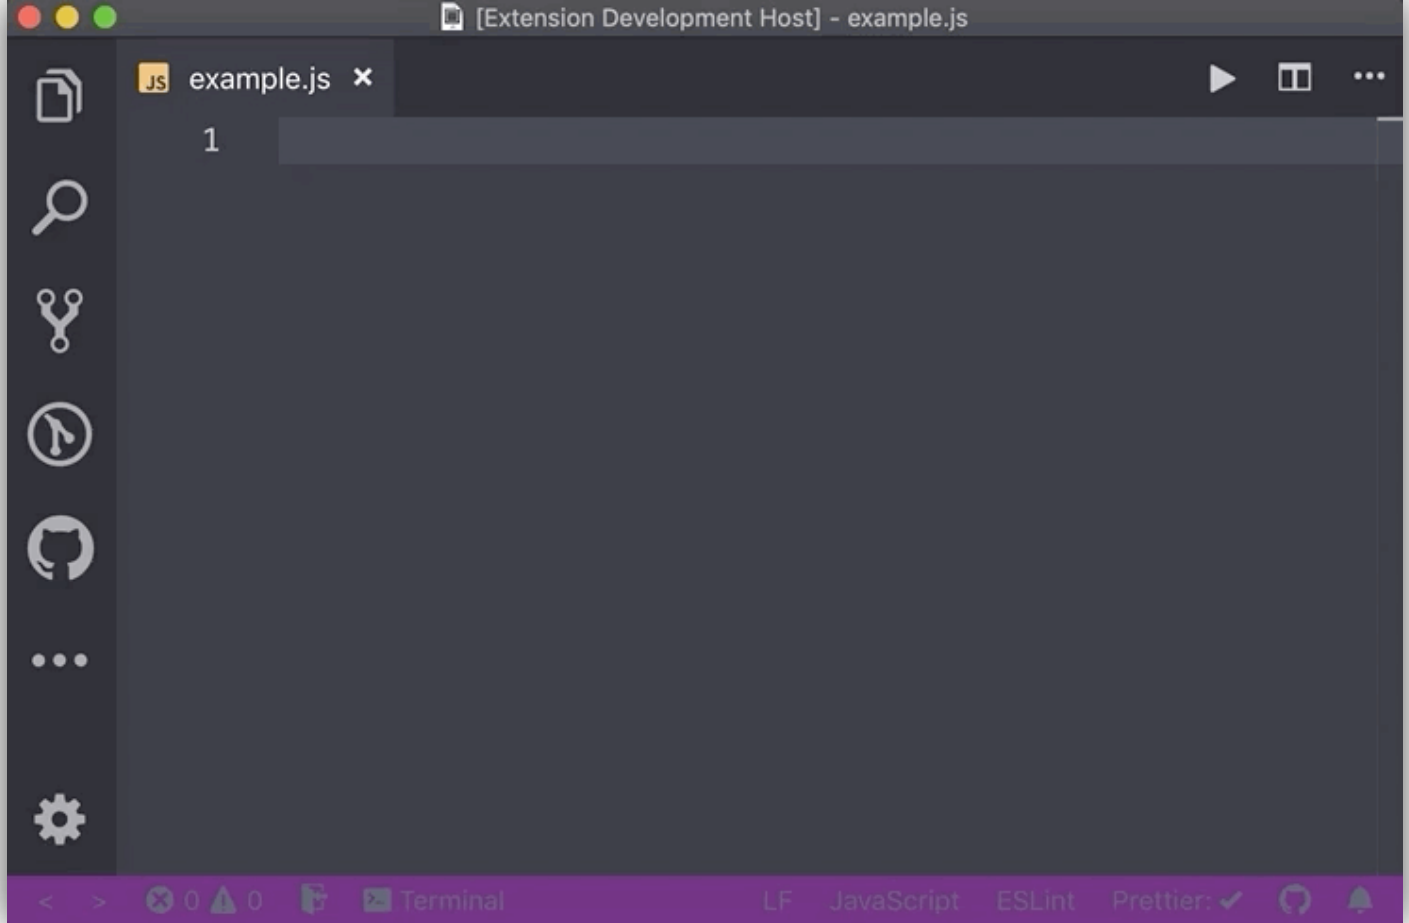 [Extension Development Host] - example.js
JS example.js ×
1
< > 0 0 Terminal LF JavaScript ESLint Prettier: ✔